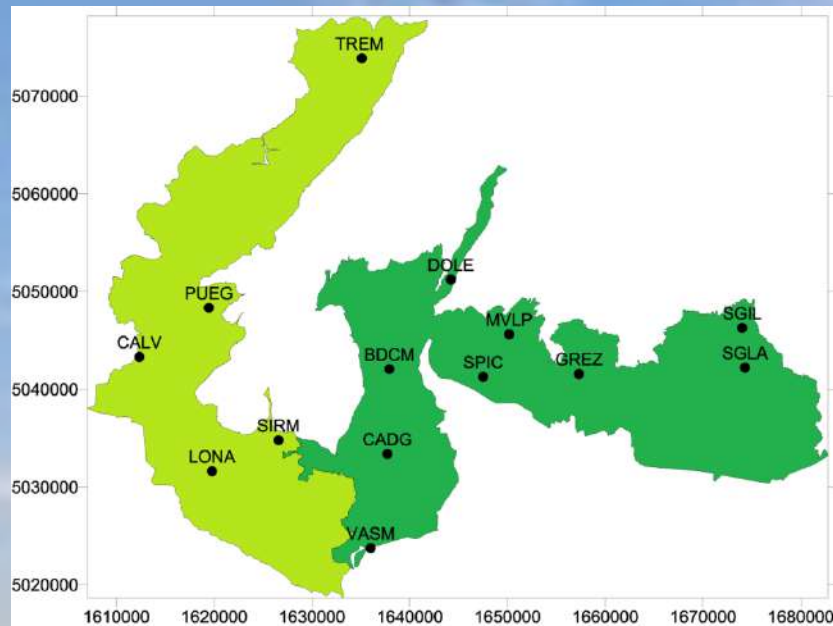 TREM
5070000
5060000
DOLE
5050000
PUEG
MVLP
SGIL
CALV
BDCM
SPIC
GREZ
SGLA
5040000
SIRM
CADG
LONA
5030000
VASM
5020000
1610000 1620000 1630000 1640000 1650000 1660000 1670000 1680000